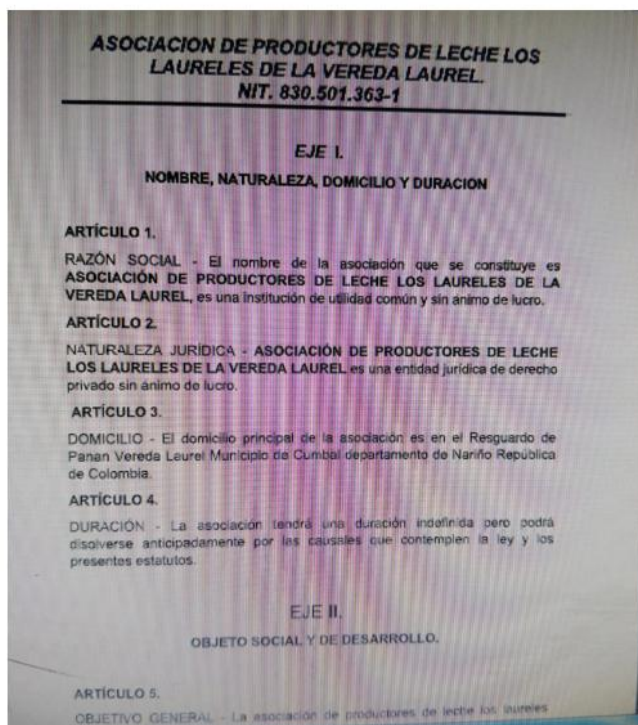 ASOCIACION DE PRODUCTORES DE LECHE LOS
LAURELES DE LA VEREDA LAUREL.
NIT. 830.501.363-1
EJE I.
NOMBRE, NATURALEZA, DOMICILIO Y DURACION
ARTÍCULO 1.
RAZÓN SOCIAL - El nombre de la asociación que se constituye es
ASOCIACIÓN DE PRODUCTORES DE LECHE LOS LAURELES DE LA
VEREDA LAUREL, es una institución de utilidad común y sin animo de lucro.
ARTÍCULO 2.
NATURALEZA JURÍDICA - ASOCIACIÓN DE PRODUCTORES DE LECHE
LOS LAURELES DE LA VEREDA LAUREL es una entidad jurídica de derecho
privado sin ánimo de lucro.
ARTÍCULO 3.
DOMICILIO - El domicilio principal de la asociación es en el Resguardo de
Panan Vereda Laurel Municipio de Cumbal departamento de Nariño República
de Colombia.
ARTÍCULO 4.
DURACIÓN - La asociación tendrá una duración indefinida pero podrá
disolverse anticipadamente por las causales que contemplen la ley y los
presentes estatutos.
EJE II.
OBJETO SOCIAL Y DE DESARROLLO.
ARTÍCULO 5.
OBJETIVO GENERAL - La asociación de productores de leche los laureles